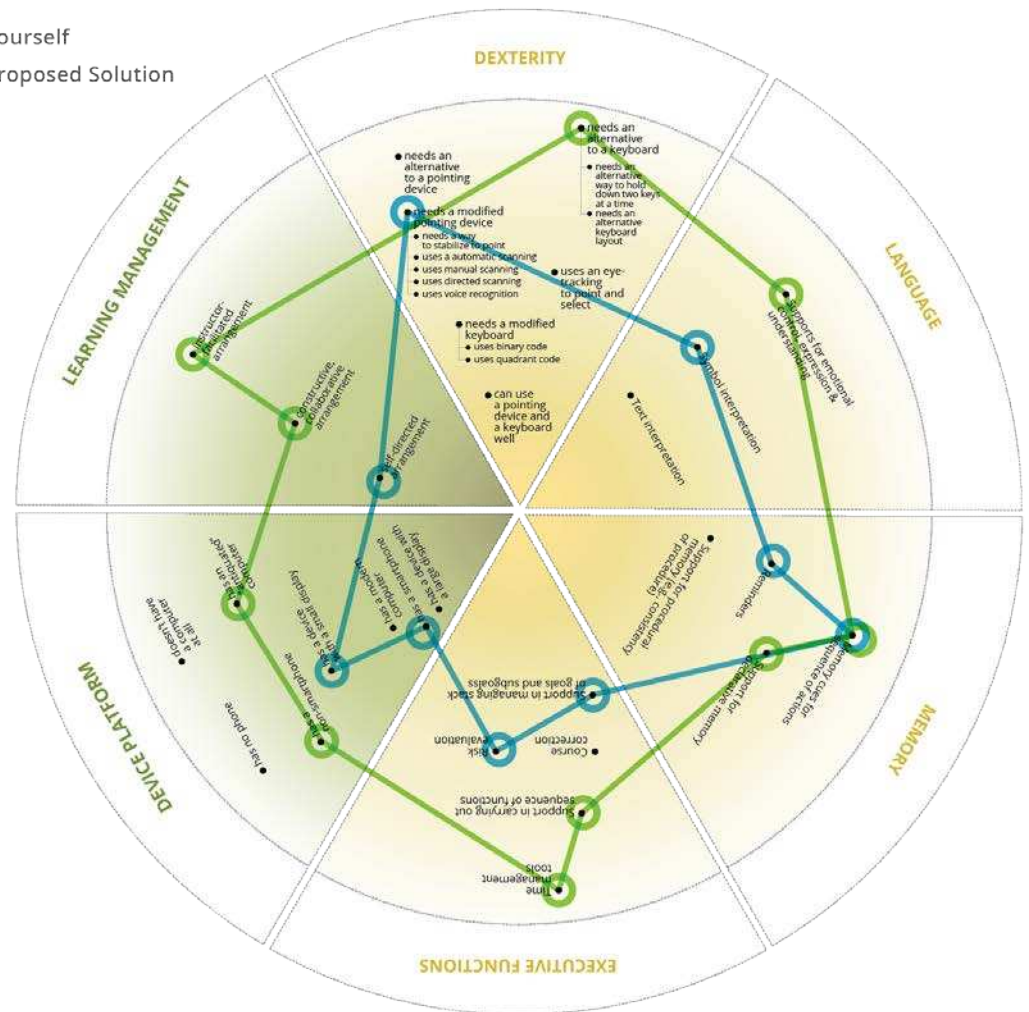 ourself
roposed Solution
DEXTERITY
needs an
alternative
to a pointing
device
needs a modified
pointing device
needs a way
to stabilize to point
uses a automatic scanning
uses manual scanning
uses directed scanning
uses voice recognition
needs an
alternative
to a keyboard
needs an
alternative
way to hold
down two keys
at a time
needs an
alternative
keyboard
layout
uses an eye-
tracking
to point and
select
needs a modified
keyboard
uses binary code
uses quadrant code
can use
a pointing
device and
a keyboard
well
LANGUAGE
Supports for emotional
control, expression &
understanding
Symbol interpretation
Text interpretation
MEMORY
Support for procedural
memory (e.g. consistency
of procedure)
Reminders
Memory cues for
sequence of actions
Support for
declarative memory
EXECUTIVE FUNCTIONS
Support in managing stack
of goals and subgoals
Risk
evaluation
Course
correction
Support in carrying out
sequence of functions
Time
management
tools
DEVICE PLATFORM
has a device with
a large display
has a smartphone
has a modern
computer
has a device
with a small display
has a
non-smartphone
has an
"antiquated"
computer
doesn't have
a computer
at all
has no phone
LEARNING MANAGEMENT
instructor-
facilitated
arrangement
constructive,
collaborative
arrangement
self-directed
arrangement